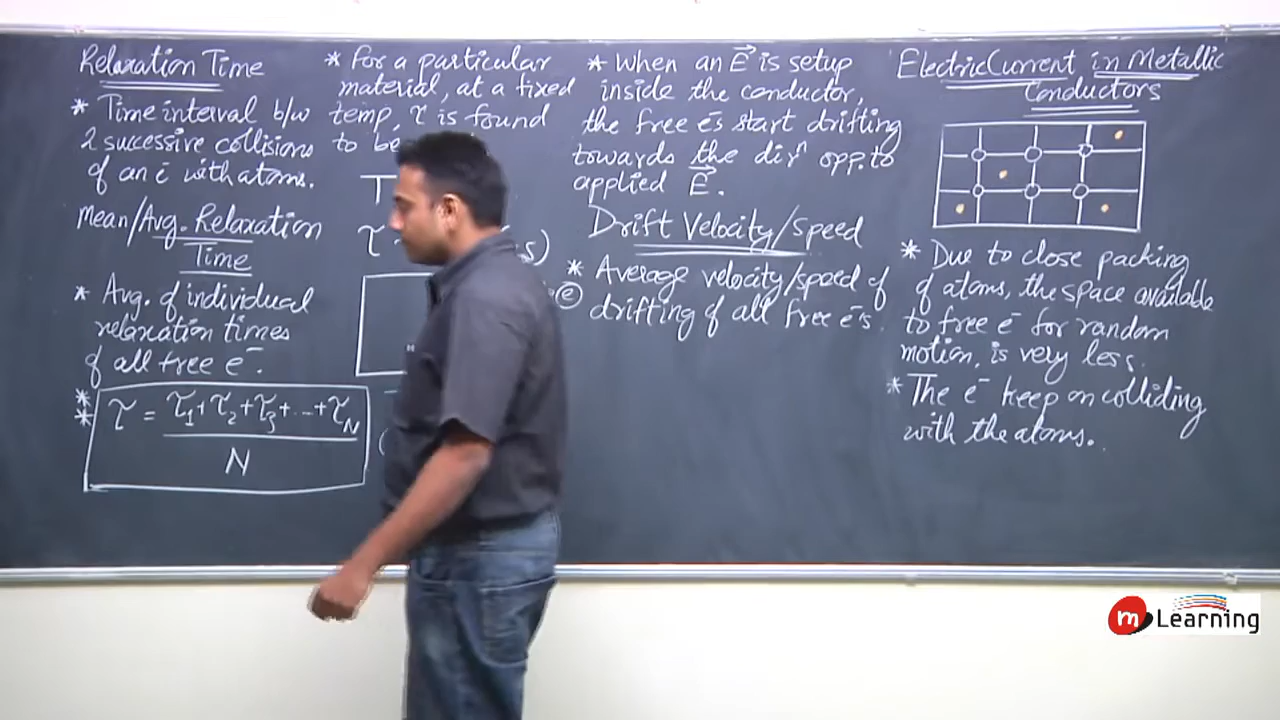 Relaxation Time
* Time interval b/w
2 successive collisions
of an ē with atoms.
Mean/Avg. Relaxation
Time
* Avg. of individual
relaxation times
of all free e⁻.
** τ = (τ₁+τ₂+τ₃+...+τN)/N
* For a particular
material, at a fixed
temp, τ is found
to be
T
τ
s)
* When an E⃗ is setup
inside the conductor,
the free ēs start drifting
towards the dirⁿ opp. to
applied E⃗.
Drift Velocity/Speed
* Average velocity/speed of
drifting of all free e⁻s.
e
Electric Current in Metallic
Conductors
* Due to close packing
of atoms, the space available
to free e⁻ for random
motion, is very less.
* The e⁻ keep on colliding
with the atoms.
m Learning